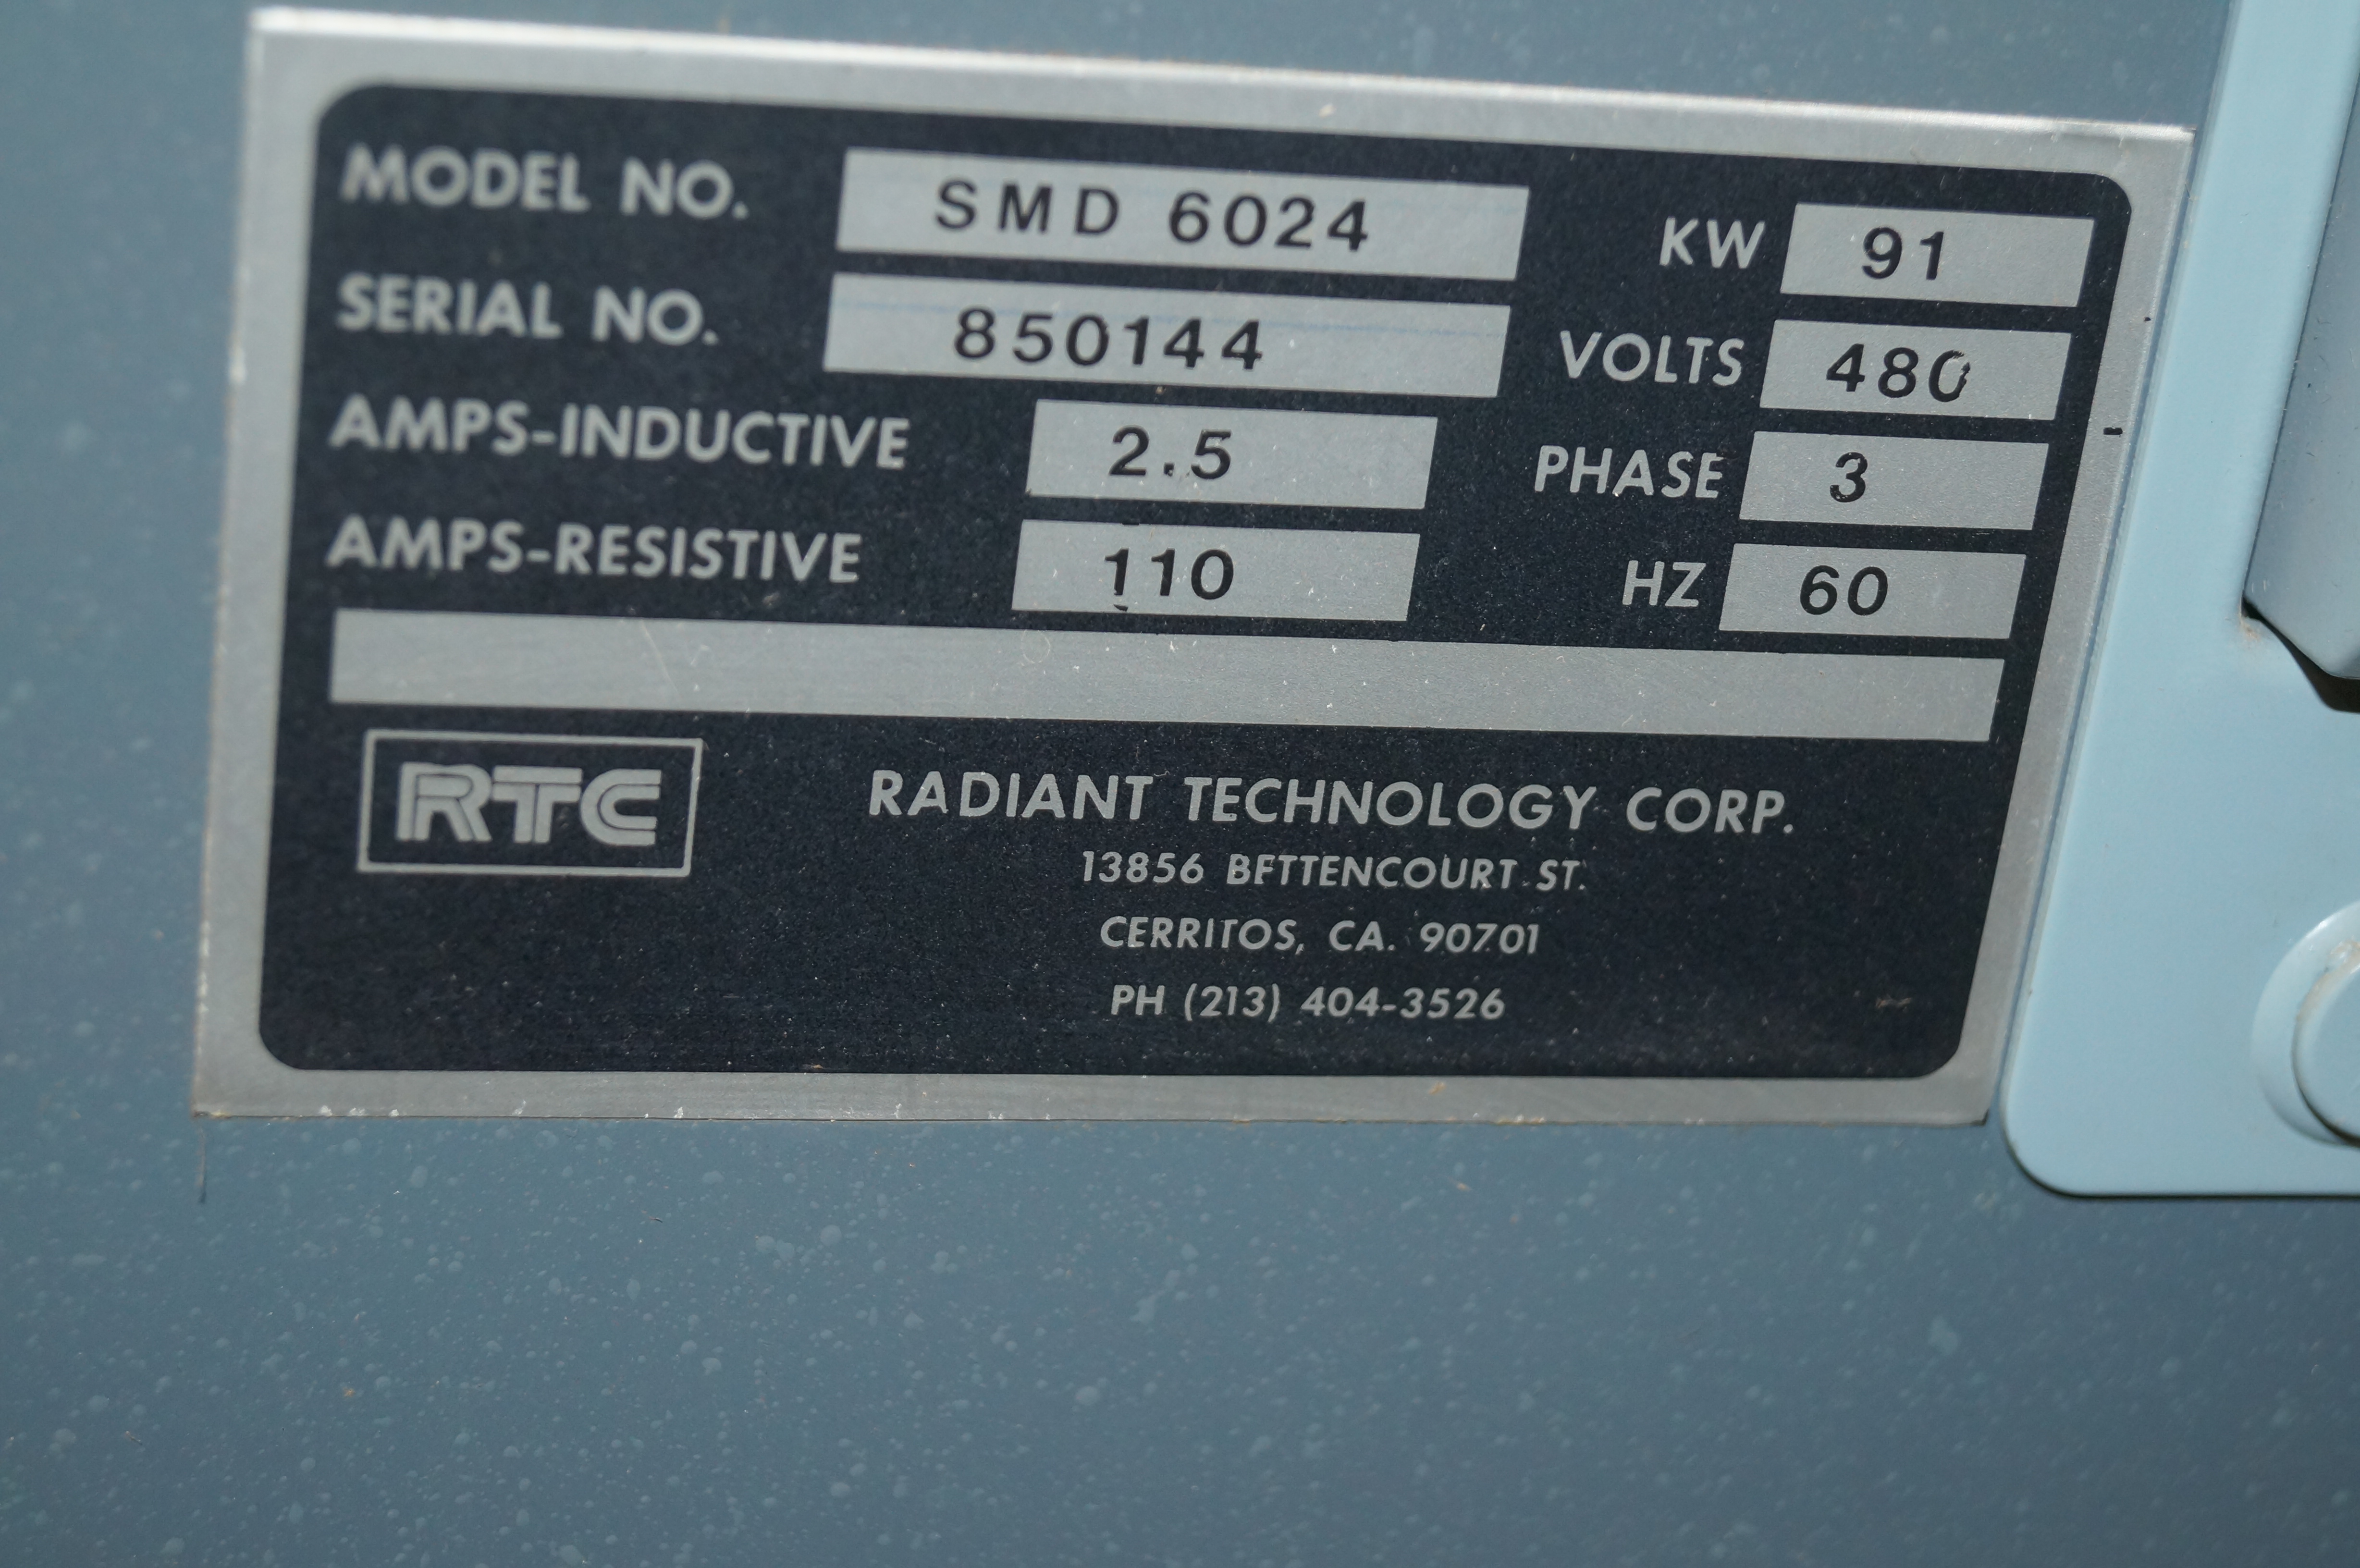 MODEL NO. SMD 6024 KW 91
SERIAL NO. 850144 VOLTS 480
AMPS-INDUCTIVE 2.5 PHASE 3
AMPS-RESISTIVE 110 HZ 60
RTC
RADIANT TECHNOLOGY CORP.
13856 BETTENCOURT ST.
CERRITOS, CA. 90701
PH (213) 404-3526